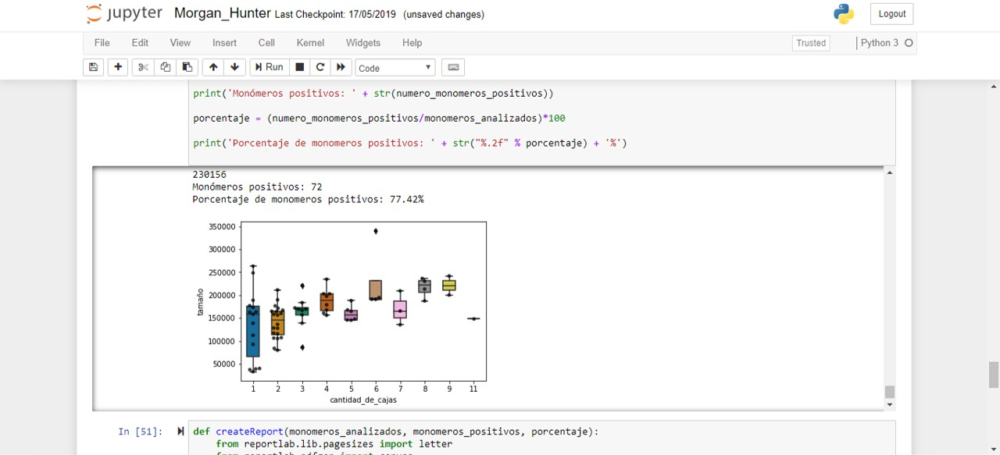 jupyter Morgan_Hunter Last Checkpoint: 17/05/2019 (unsaved changes)
Logout
File Edit View Insert Cell Kernel Widgets Help
Trusted Python 3
Run Code
print('Monómeros positivos: ' + str(numero_monomeros_positivos))
porcentaje = (numero_monomeros_positivos/monomeros_analizados)*100
print('Porcentaje de monomeros positivos: ' + str("%.2f" % porcentaje) + '%')
230156
Monómeros positivos: 72
Porcentaje de monomeros positivos: 77.42%
350000
300000
250000
200000
150000
100000
50000
tamaño
1 2 3 4 5 6 7 8 9 11
cantidad_de_cajas
In [51]:
def createReport(monomeros_analizados, monomeros_positivos, porcentaje):
from reportlab.lib.pagesizes import letter